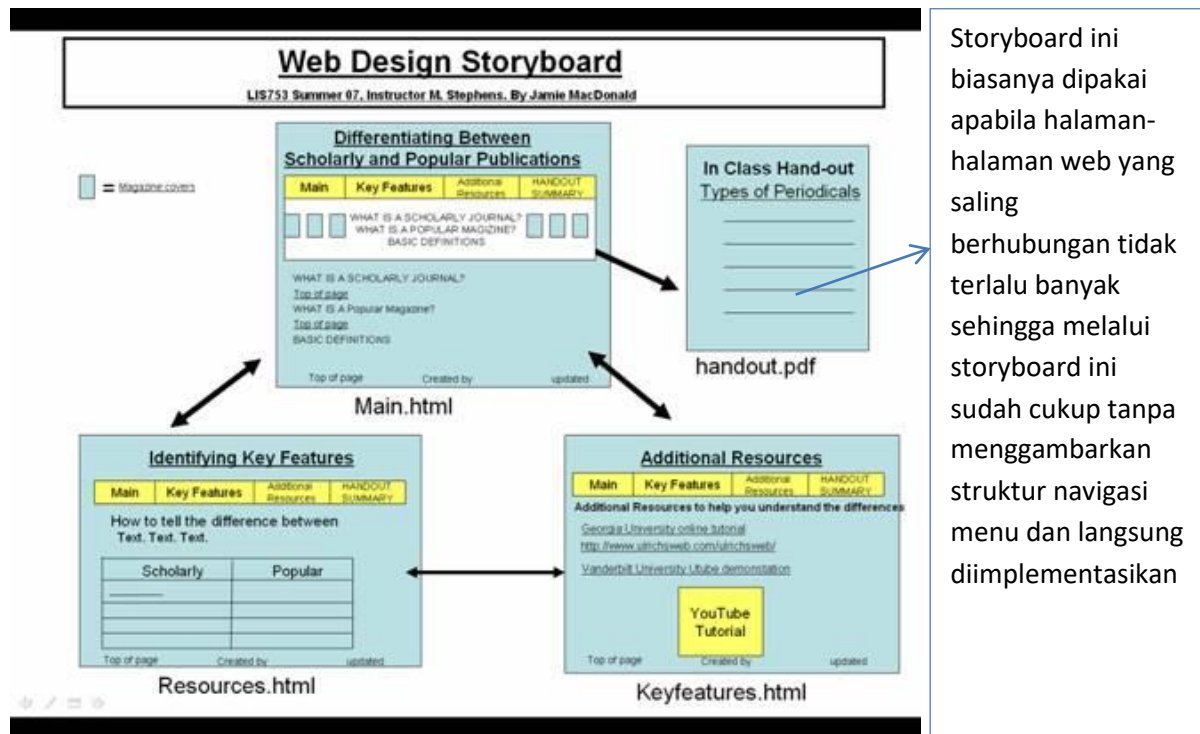 Web Design Storyboard
LIS753 Summer 07, Instructor M. Stephens. By Jamie MacDonald
= Magazine covers
Differentiating Between
Scholarly and Popular Publications
Main Key Features Additional Resources HANDOUT SUMMARY
WHAT IS A SCHOLARLY JOURNAL?
WHAT IS A POPULAR MAGIZINE?
BASIC DEFINITIONS
WHAT IS A SCHOLARLY JOURNAL?
Top of page
WHAT IS A Popular Magazine?
Top of page
BASIC DEFINITIONS
Top of page Created by updated
Main.html
In Class Hand-out
Types of Periodicals
handout.pdf
Identifying Key Features
Main Key Features Additional Resources HANDOUT SUMMARY
How to tell the difference between
Text. Text. Text.
Scholarly Popular
Top of page Created by updated
Resources.html
Additional Resources
Main Key Features Additional Resources HANDOUT SUMMARY
Additional Resources to help you understand the differences
Georgia University online tutorial
http://www.ulrichsweb.com/ulrichsweb/
Vanderbilt University Utube demonstation
YouTube
Tutorial
Top of page Created by updated
Keyfeatures.html
Storyboard ini
biasanya dipakai
apabila halaman-
halaman web yang
saling
berhubungan tidak
terlalu banyak
sehingga melalui
storyboard ini
sudah cukup tanpa
menggambarkan
struktur navigasi
menu dan langsung
diimplementasikan